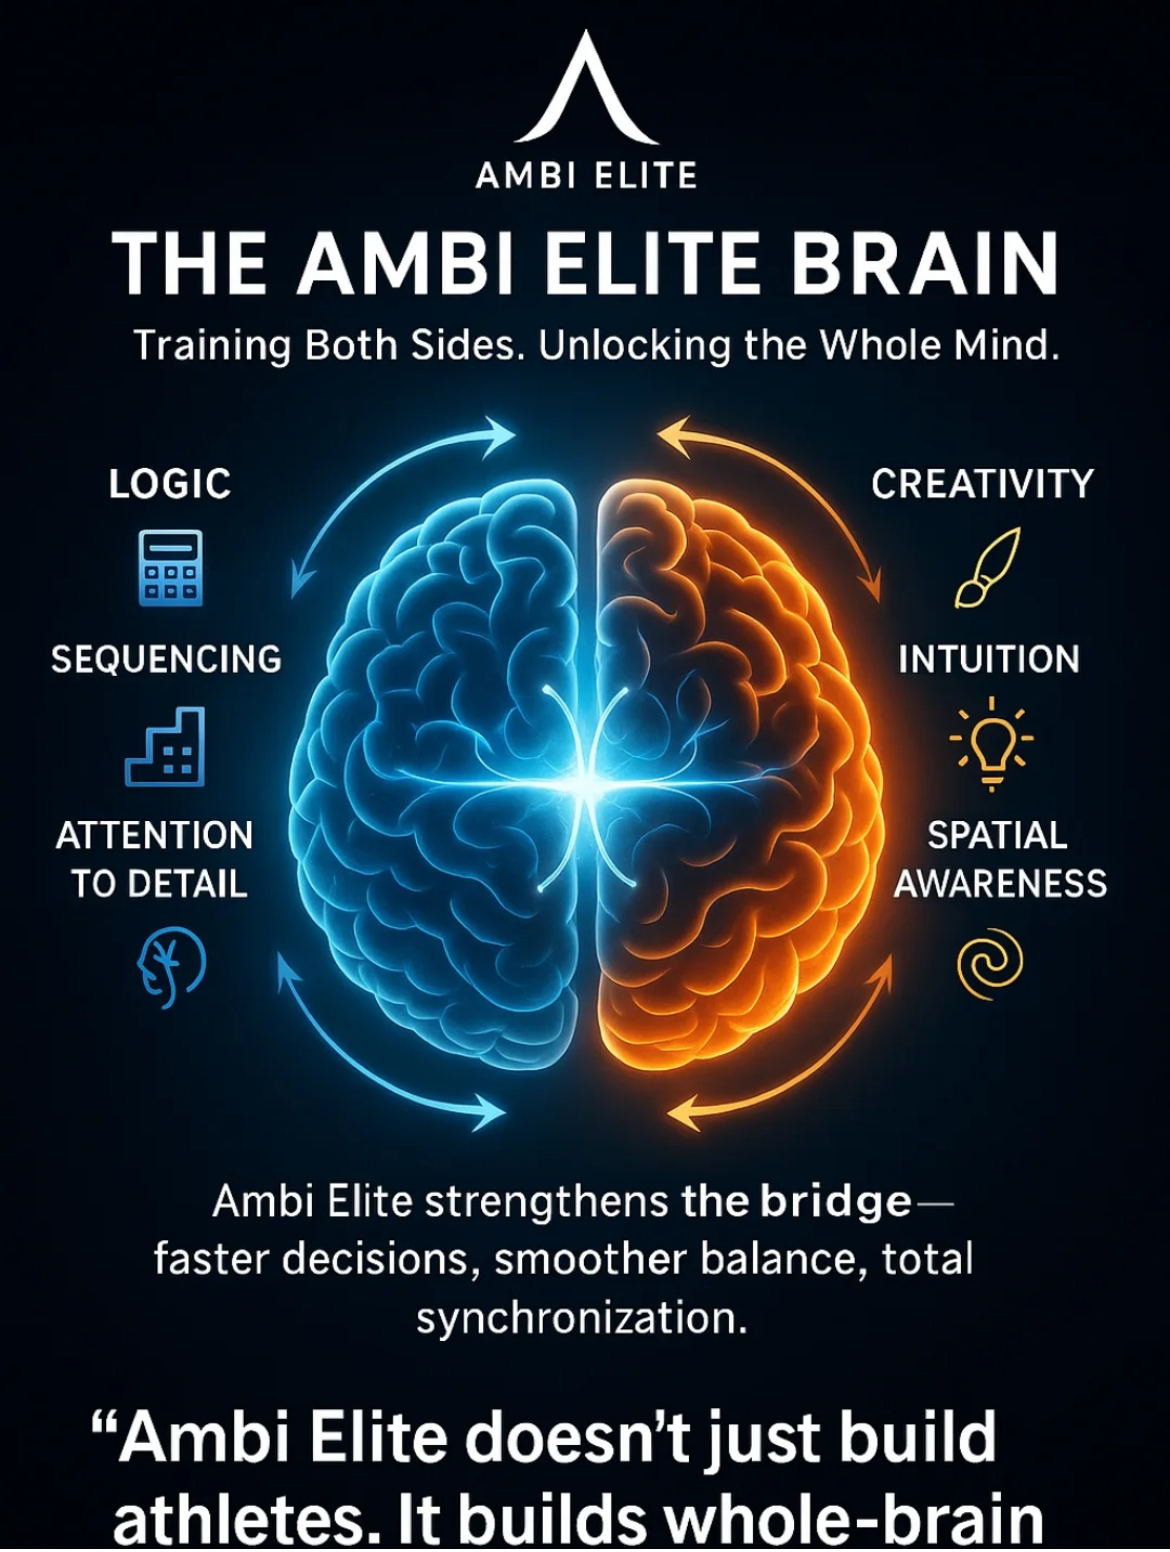 AMBI ELITE
THE AMBI ELITE BRAIN
Training Both Sides. Unlocking the Whole Mind.
LOGIC
SEQUENCING
ATTENTION
TO DETAIL
CREATIVITY
INTUITION
SPATIAL
AWARENESS
Ambi Elite strengthens the bridge—
faster decisions, smoother balance, total
synchronization.
“Ambi Elite doesn’t just build
athletes. It builds whole-brain